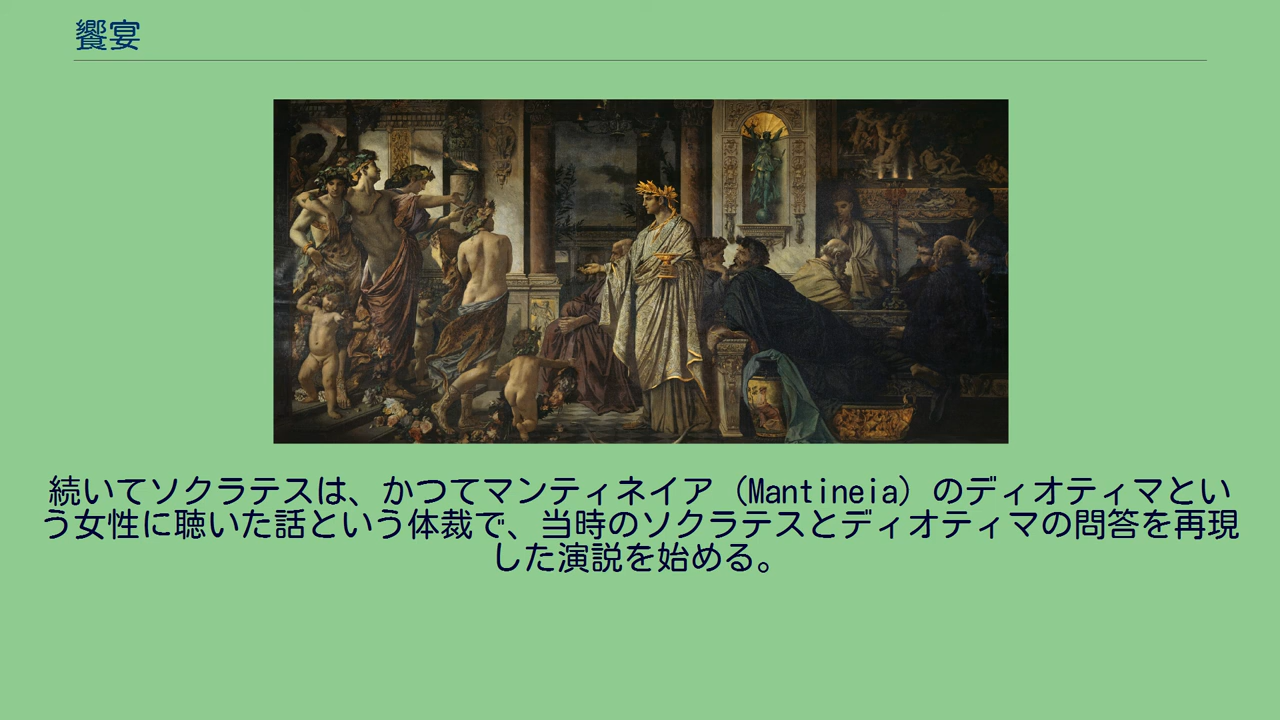 饗宴
続いてソクラテスは、かつてマンティネイア（Mantineia）のディオティマとい
う女性に聴いた話という体裁で、当時のソクラテスとディオティマの問答を再現
した演説を始める。